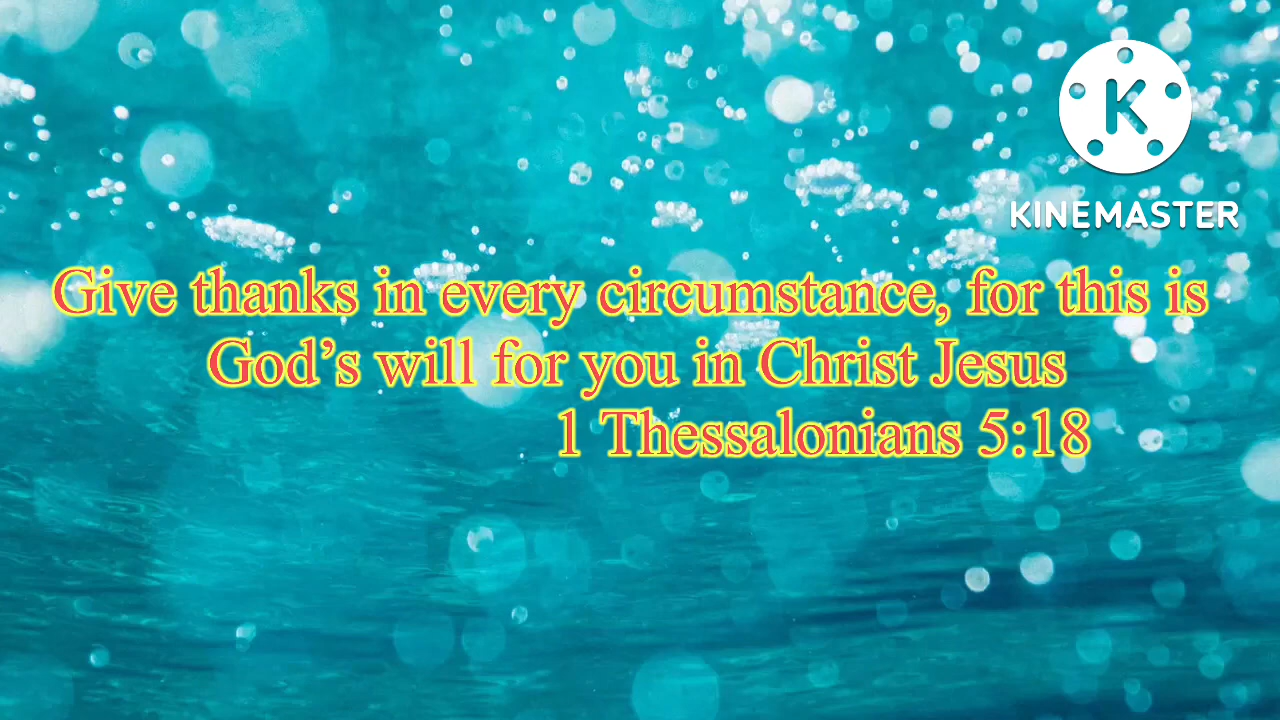 K
KINEMASTER
Give thanks in every circumstance, for this is
God’s will for you in Christ Jesus
1 Thessalonians 5:18